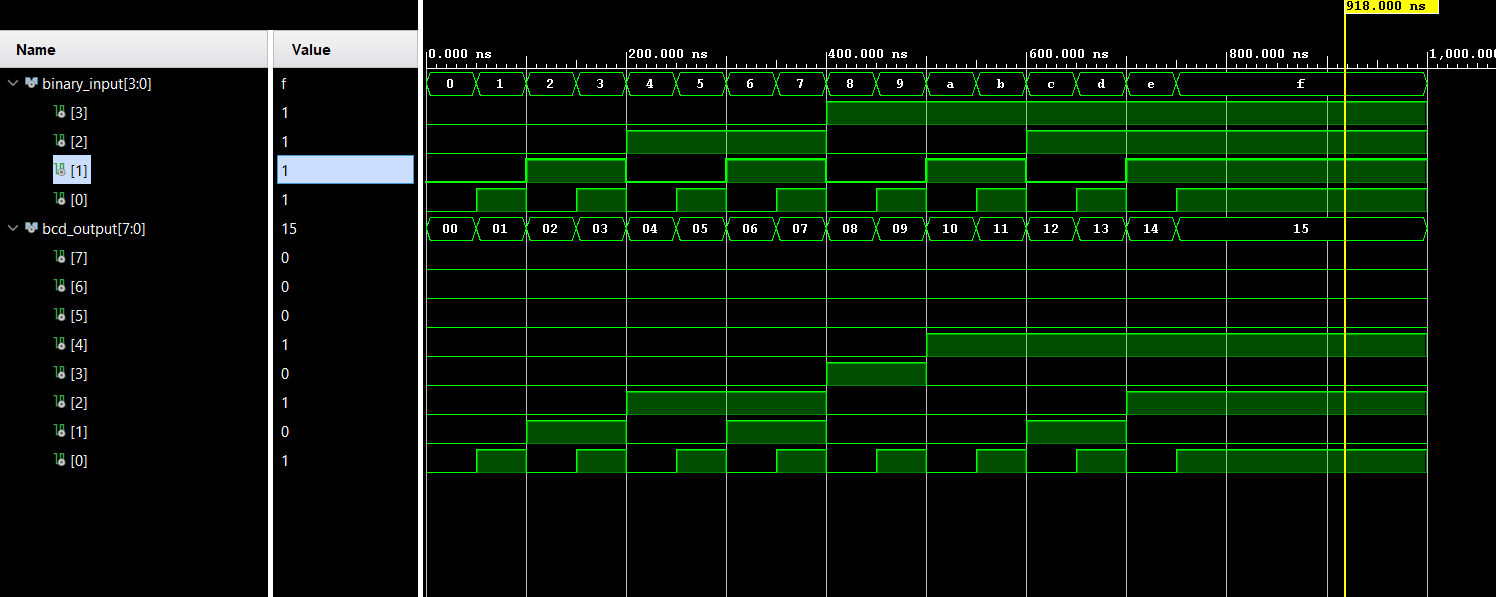 918.000 ns
Name Value
0.000 ns 200.000 ns 400.000 ns 600.000 ns 800.000 ns 1,000.000
binary_input[3:0] f 0 1 2 3 4 5 6 7 8 9 a b c d e f
[3] 1
[2] 1
[1] 1
[0] 1
bcd_output[7:0] 15 00 01 02 03 04 05 06 07 08 09 10 11 12 13 14 15
[7] 0
[6] 0
[5] 0
[4] 1
[3] 0
[2] 1
[1] 0
[0] 1